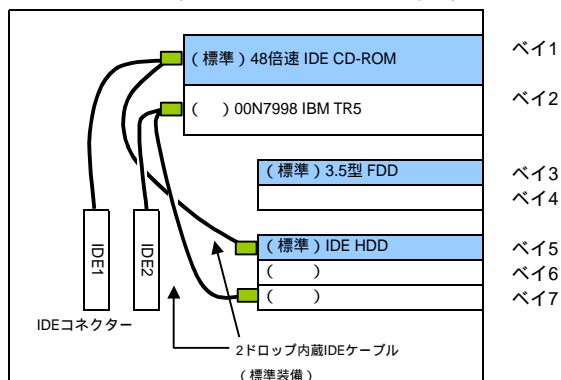 (標準)48倍速 IDE CD-ROM
ベイ1
(　)00N7998 IBM TR5
ベイ2
(標準)3.5型 FDD
ベイ3
ベイ4
IDE1
IDE2
(標準)IDE HDD
ベイ5
(　)
ベイ6
(　)
ベイ7
IDEコネクター
2ドロップ内蔵IDEケーブル
(標準装備)